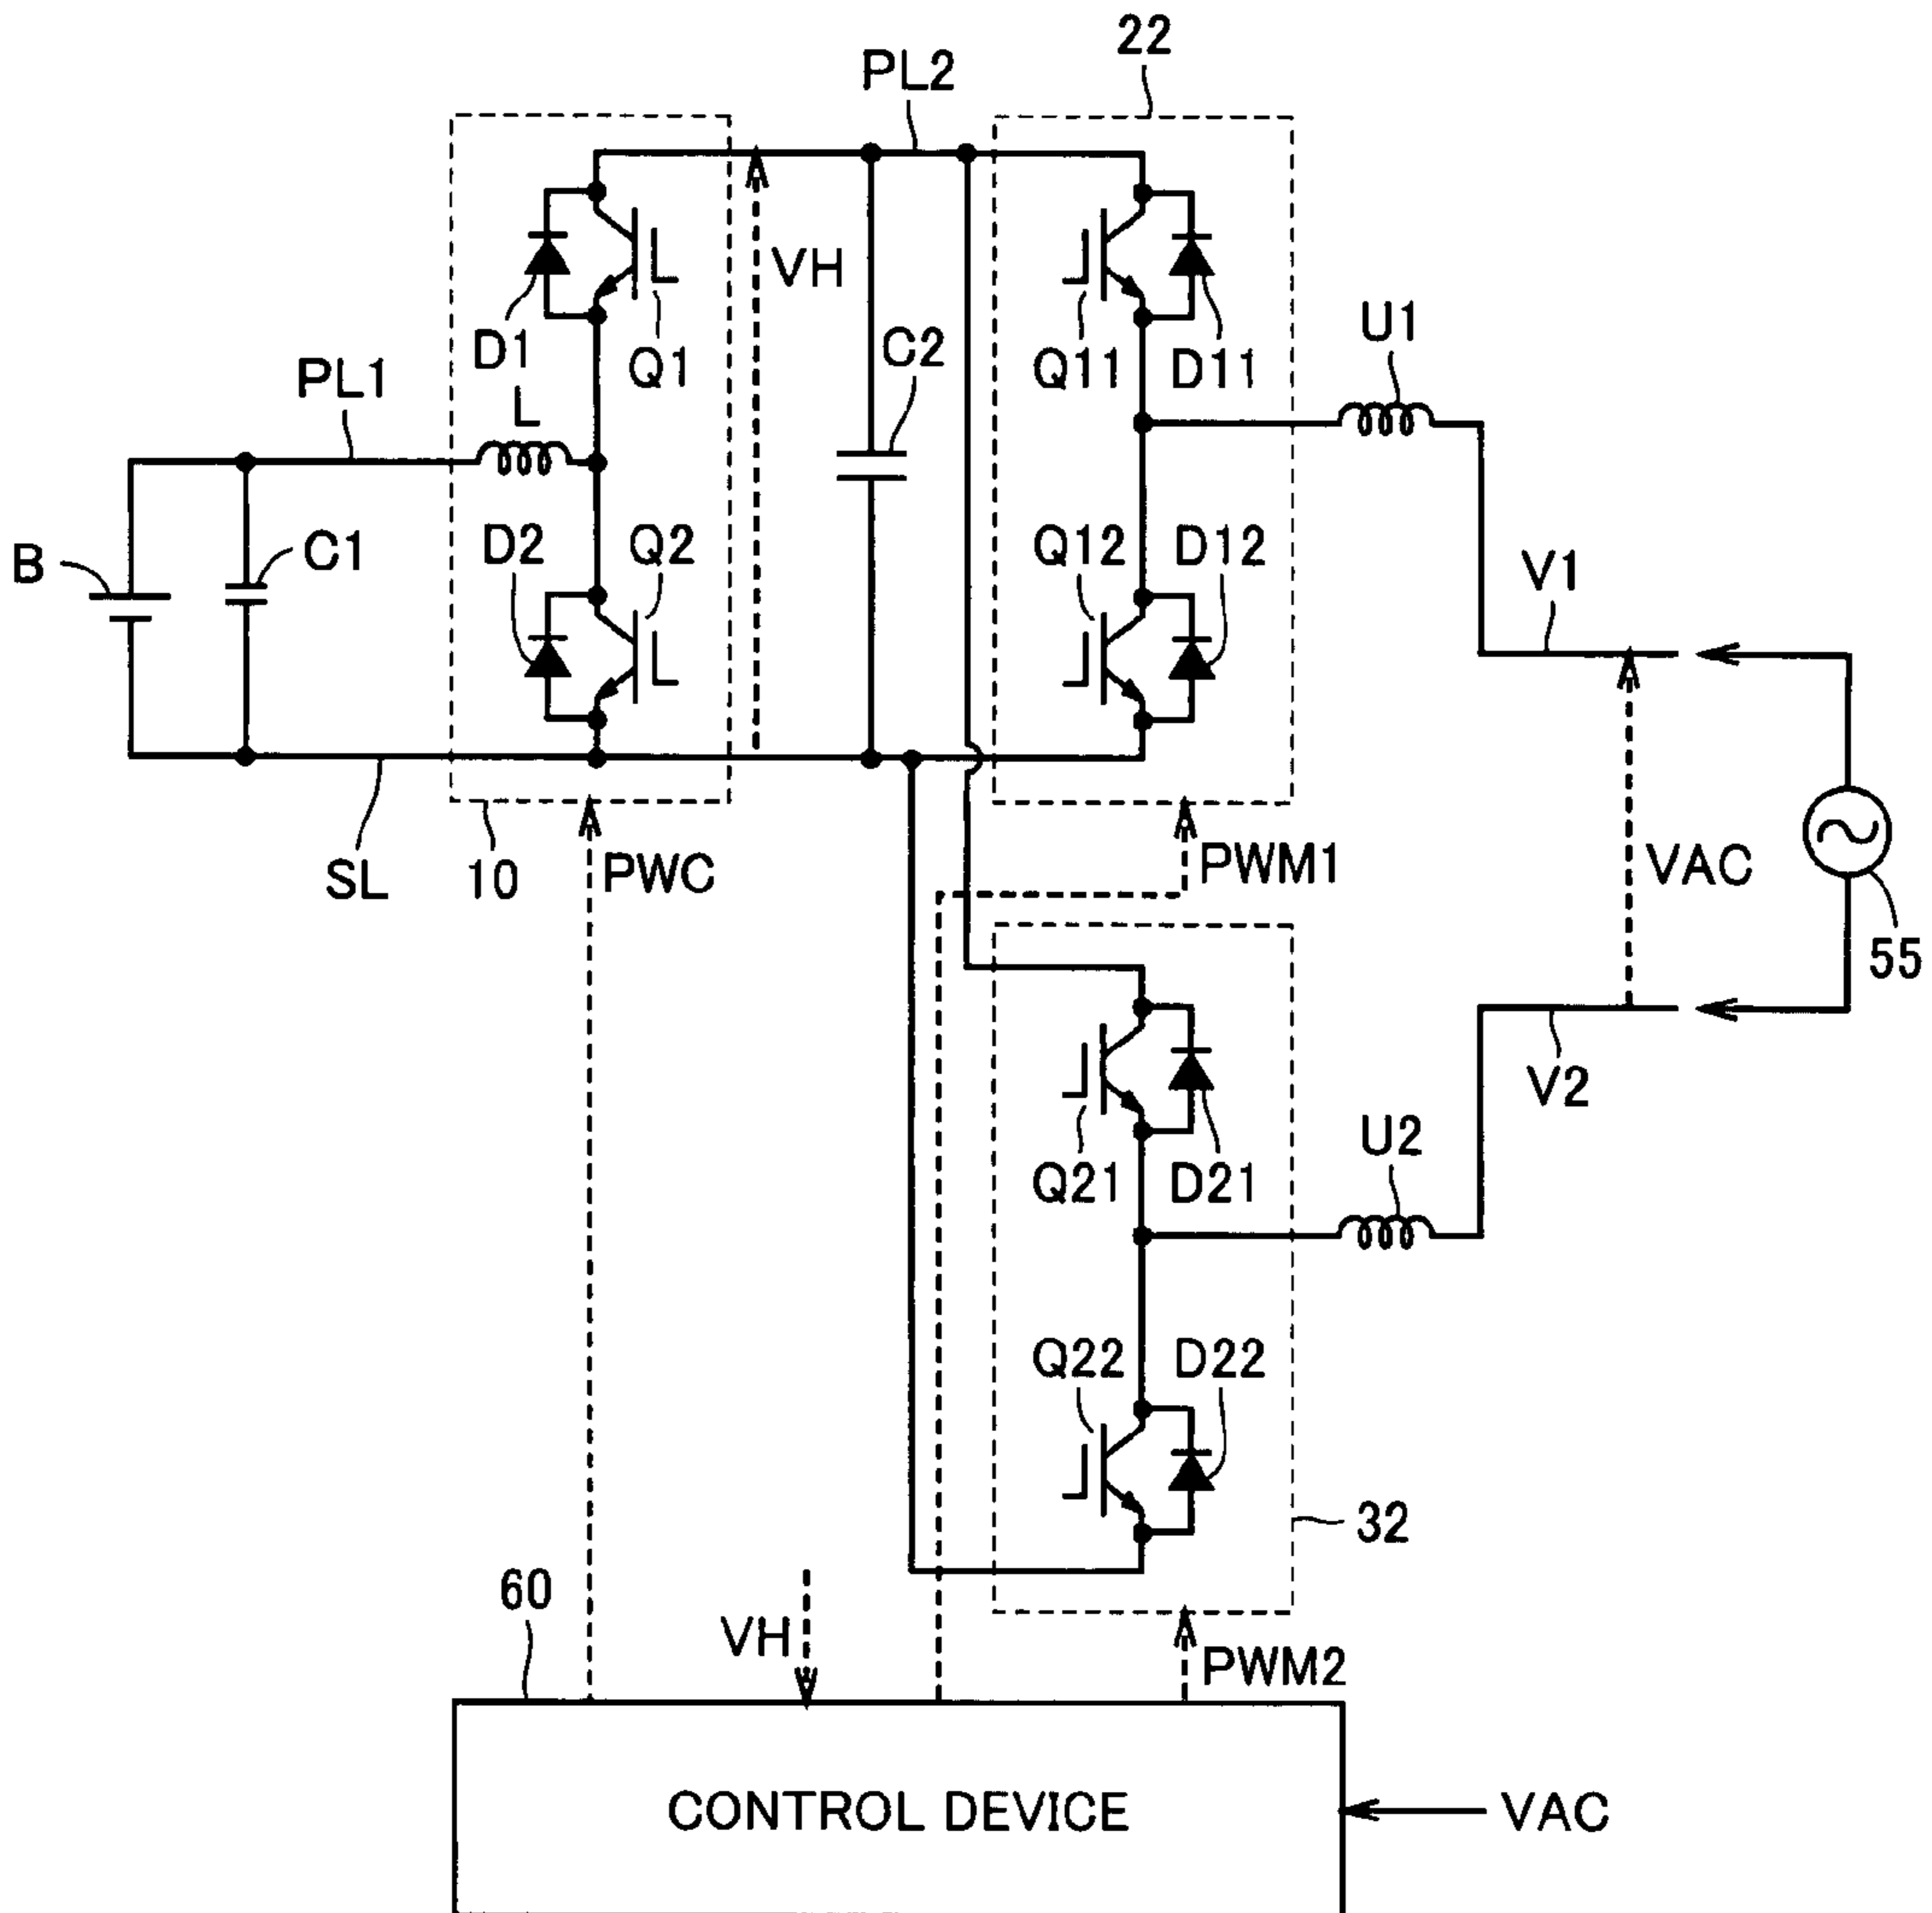 22
PL2
VH
D1
Q1
C2
Q11
D11
U1
PL1
L
B
C1
D2
Q2
Q12
D12
V1
SL
10
PWC
PWM1
VAC
55
V2
Q21
D21
U2
Q22
D22
32
60
VH
PWM2
CONTROL DEVICE
VAC